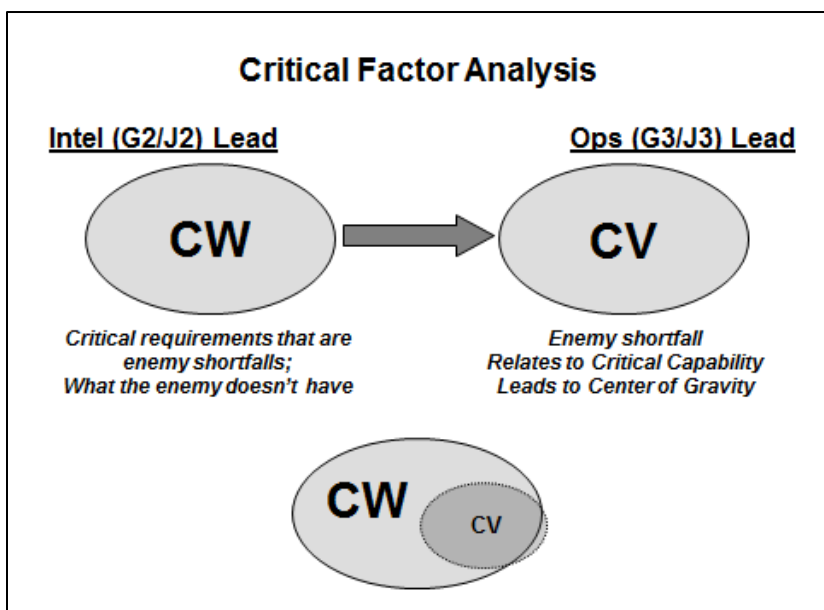 Critical Factor Analysis
Intel (G2/J2) Lead
Ops (G3/J3) Lead
CW
CV
Critical requirements that are
enemy shortfalls;
What the enemy doesn't have
Enemy shortfall
Relates to Critical Capability
Leads to Center of Gravity
CW
CV